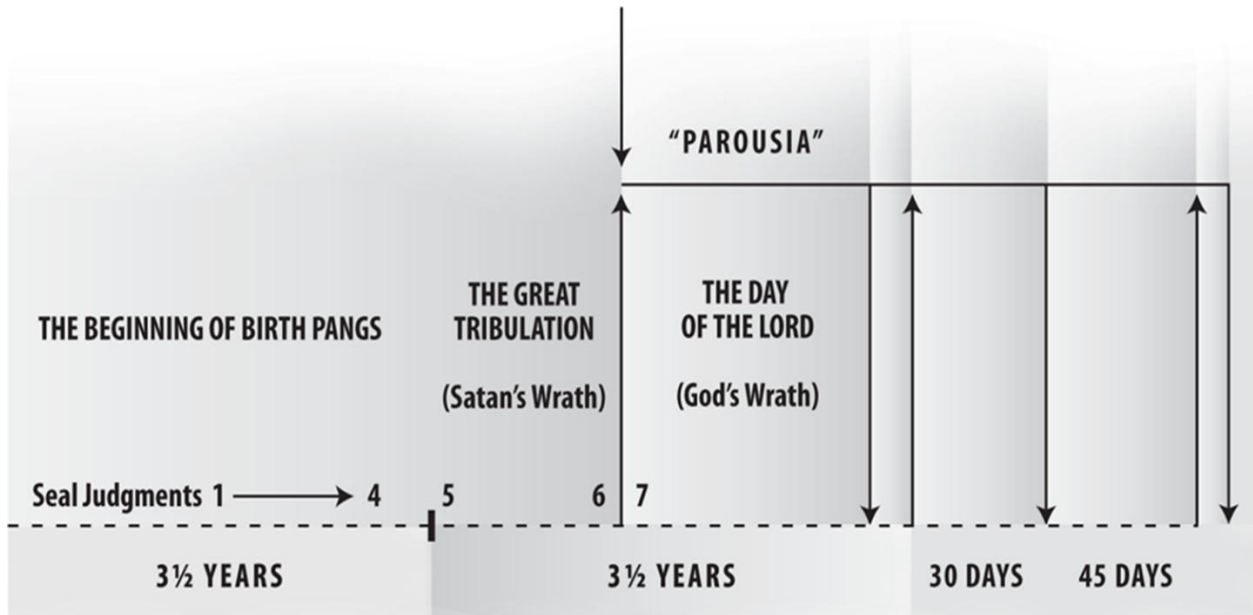 “PAROUSIA”
THE BEGINNING OF BIRTH PANGS
THE GREAT
TRIBULATION
(Satan’s Wrath)
THE DAY
OF THE LORD
(God’s Wrath)
Seal Judgments 1 4 5 6 7
3½ YEARS 3½ YEARS 30 DAYS 45 DAYS